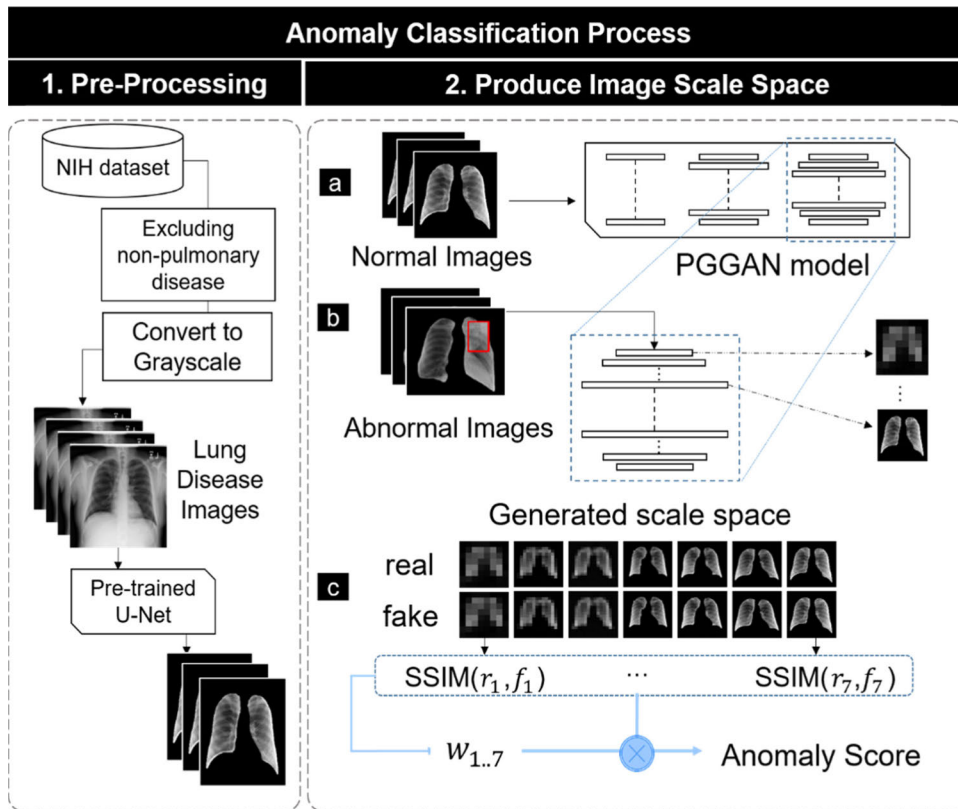 Anomaly Classification Process
1. Pre-Processing
2. Produce Image Scale Space
NIH dataset
Excluding
non-pulmonary
disease
Convert to
Grayscale
Lung
Disease
Images
Pre-trained
U-Net
a
Normal Images
PGGAN model
b
Abnormal Images
Generated scale space
c
real
fake
SSIM(r₁,f₁) ... SSIM(r₇,f₇)
w₁..₇
Anomaly Score